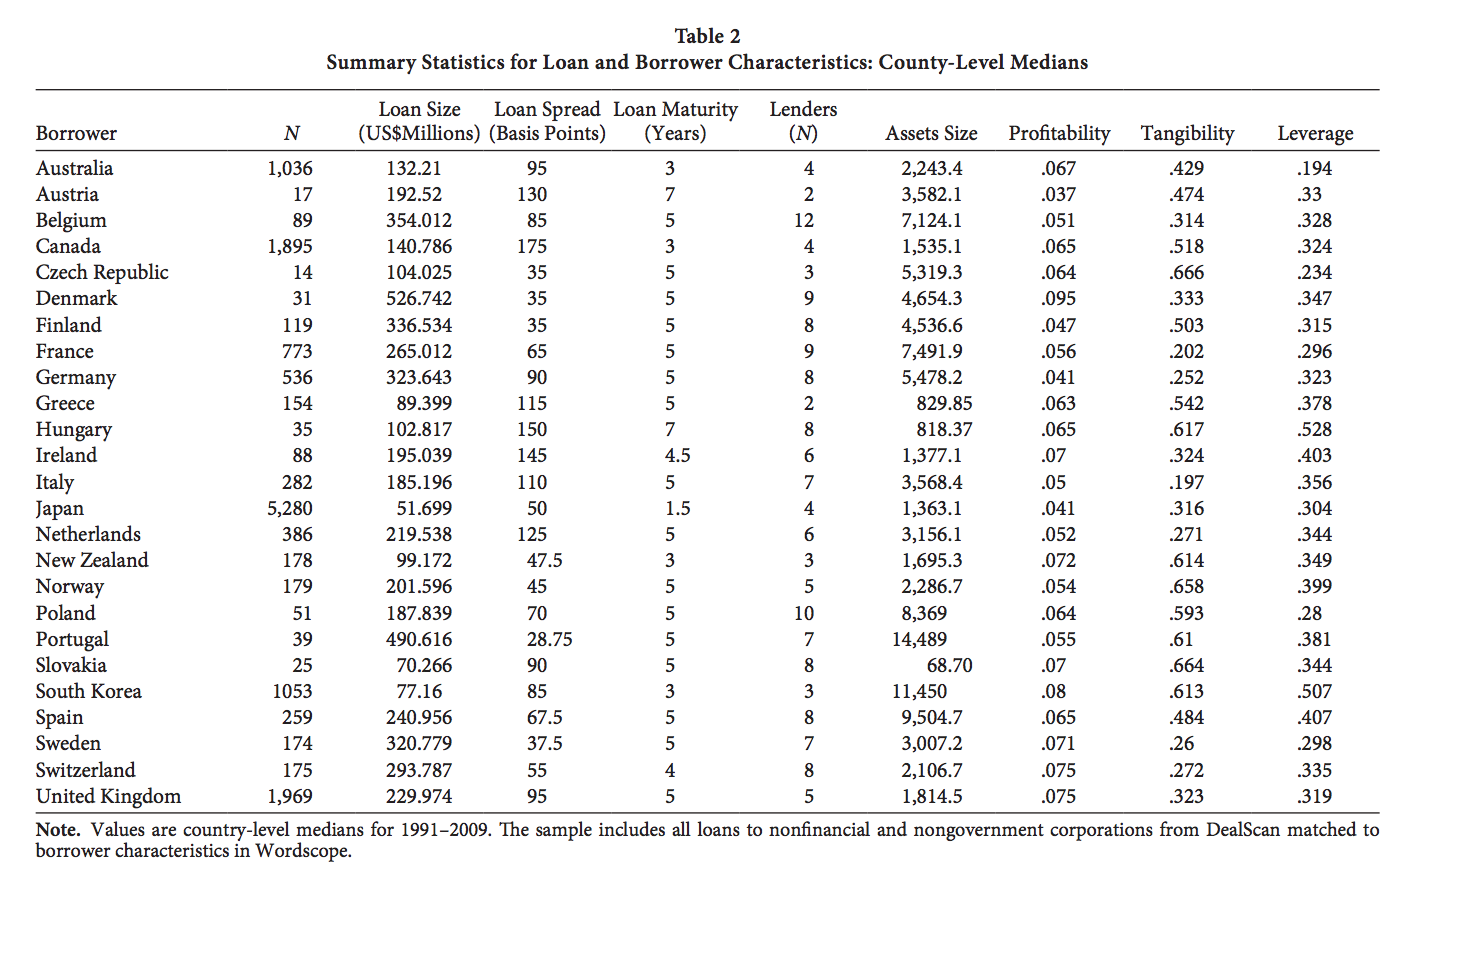 Table 2
Summary Statistics for Loan and Borrower Characteristics: County-Level Medians
Loan Size Loan Spread Loan Maturity Lenders
Borrower N (US$Millions) (Basis Points) (Years) (N) Assets Size Profitability Tangibility Leverage
Australia 1,036 132.21 95 3 4 2,243.4 .067 .429 .194
Austria 17 192.52 130 7 2 3,582.1 .037 .474 .33
Belgium 89 354.012 85 5 12 7,124.1 .051 .314 .328
Canada 1,895 140.786 175 3 4 1,535.1 .065 .518 .324
Czech Republic 14 104.025 35 5 3 5,319.3 .064 .666 .234
Denmark 31 526.742 35 5 9 4,654.3 .095 .333 .347
Finland 119 336.534 35 5 8 4,536.6 .047 .503 .315
France 773 265.012 65 5 9 7,491.9 .056 .202 .296
Germany 536 323.643 90 5 8 5,478.2 .041 .252 .323
Greece 154 89.399 115 5 2 829.85 .063 .542 .378
Hungary 35 102.817 150 7 8 818.37 .065 .617 .528
Ireland 88 195.039 145 4.5 6 1,377.1 .07 .324 .403
Italy 282 185.196 110 5 7 3,568.4 .05 .197 .356
Japan 5,280 51.699 50 1.5 4 1,363.1 .041 .316 .304
Netherlands 386 219.538 125 5 6 3,156.1 .052 .271 .344
New Zealand 178 99.172 47.5 3 3 1,695.3 .072 .614 .349
Norway 179 201.596 45 5 5 2,286.7 .054 .658 .399
Poland 51 187.839 70 5 10 8,369 .064 .593 .28
Portugal 39 490.616 28.75 5 7 14,489 .055 .61 .381
Slovakia 25 70.266 90 5 8 68.70 .07 .664 .344
South Korea 1053 77.16 85 3 3 11,450 .08 .613 .507
Spain 259 240.956 67.5 5 8 9,504.7 .065 .484 .407
Sweden 174 320.779 37.5 5 7 3,007.2 .071 .26 .298
Switzerland 175 293.787 55 4 8 2,106.7 .075 .272 .335
United Kingdom 1,969 229.974 95 5 5 1,814.5 .075 .323 .319
Note. Values are country-level medians for 1991–2009. The sample includes all loans to nonfinancial and nongovernment corporations from DealScan matched to
borrower characteristics in Wordscope.